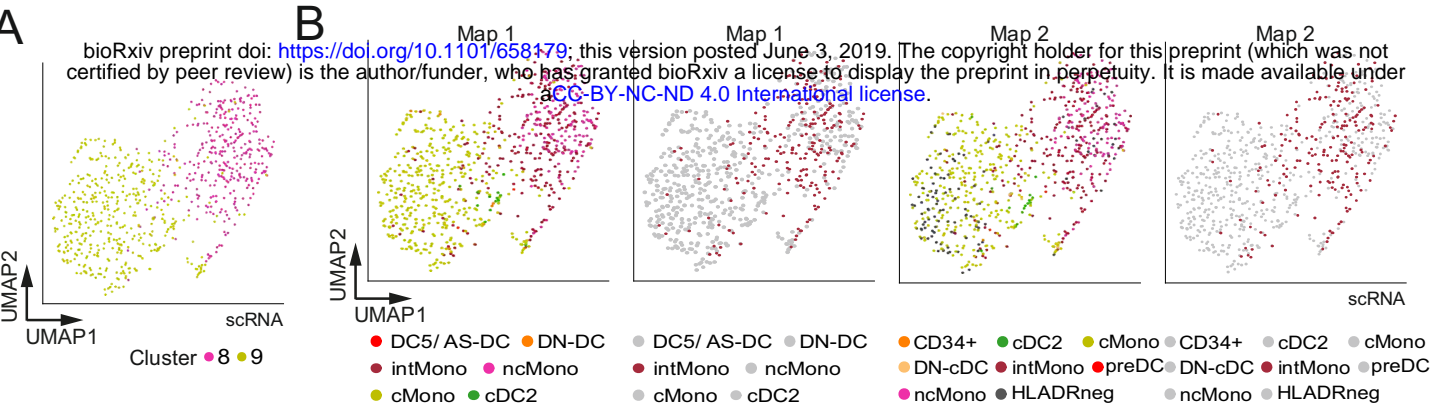 A
B
Map 1
Map 1
Map 2
Map 2
bioRxiv preprint doi: https://doi.org/10.1101/658179; this version posted June 3, 2019. The copyright holder for this preprint (which was not
certified by peer review) is the author/funder, who has granted bioRxiv a license to display the preprint in perpetuity. It is made available under
aCC-BY-NC-ND 4.0 International license.
UMAP2
UMAP1
scRNA
Cluster 8 9
UMAP2
UMAP1
scRNA
DC5/ AS-DC DN-DC
intMono ncMono
cMono cDC2
DC5/ AS-DC DN-DC
intMono ncMono
cMono cDC2
CD34+ cDC2 cMono
DN-cDC intMono preDC
ncMono HLADRneg
CD34+ cDC2 cMono
DN-cDC intMono preDC
ncMono HLADRneg